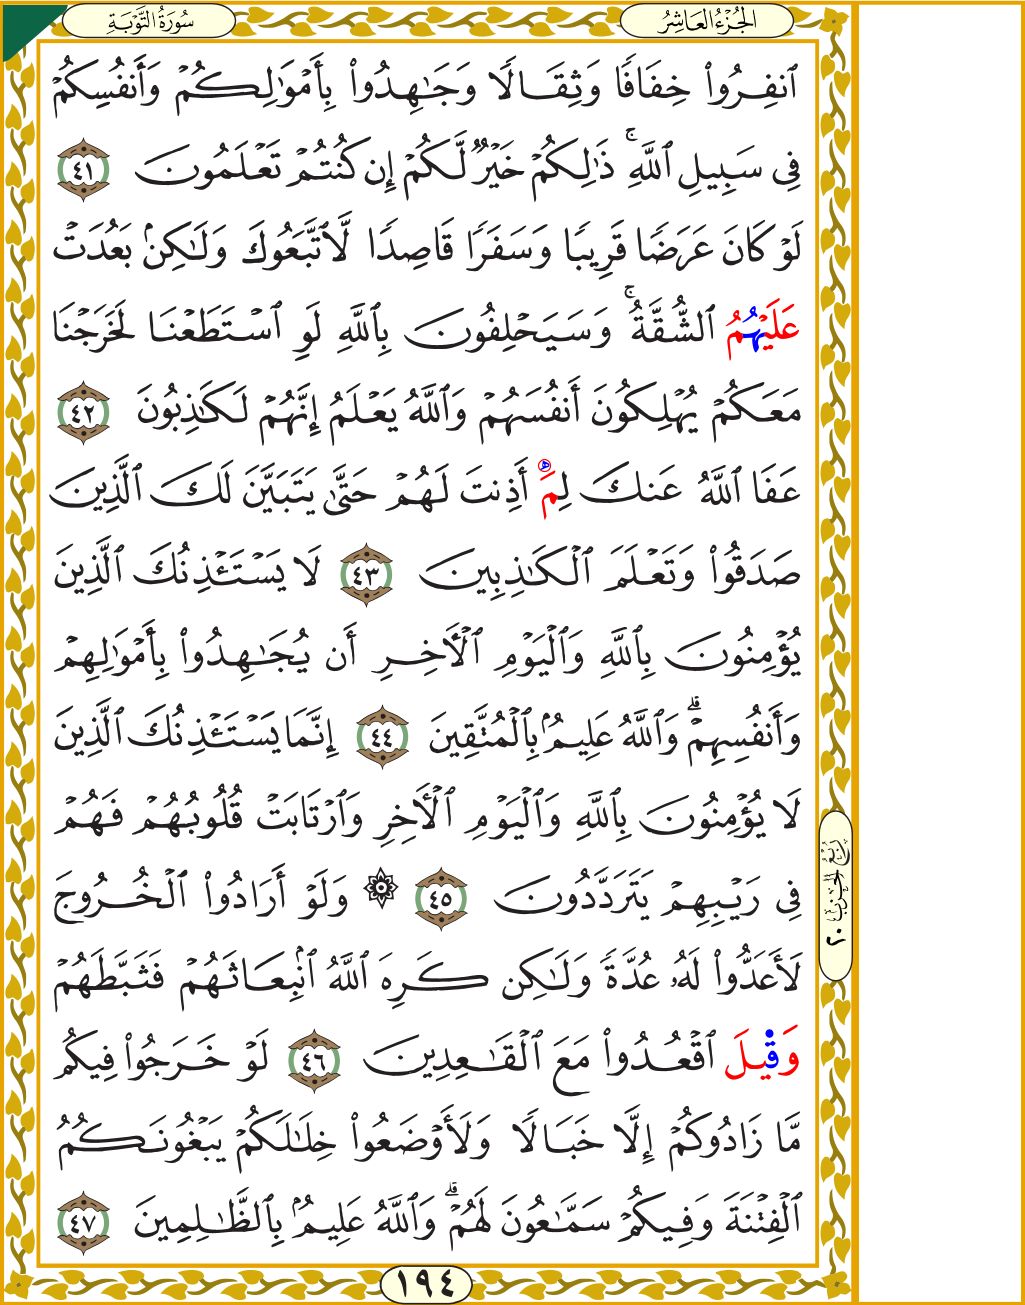 الجُزْءُ العَاشِرُ
سُورَةُ التَّوْبَةِ
ٱنفِرُوا۟ خِفَافًا وَثِقَالًا وَجَٰهِدُوا۟ بِأَمْوَٰلِكُمْ وَأَنفُسِكُمْ
فِى سَبِيلِ ٱللَّهِ ۚ ذَٰلِكُمْ خَيْرٌ لَّكُمْ إِن كُنتُمْ تَعْلَمُونَ ٤١
لَوْ كَانَ عَرَضًا قَرِيبًا وَسَفَرًا قَاصِدًا لَّٱتَّبَعُوكَ وَلَٰكِنۢ بَعُدَتْ
عَلَيْهُمُ ٱلشُّقَّةُ ۚ وَسَيَحْلِفُونَ بِٱللَّهِ لَوِ ٱسْتَطَعْنَا لَخَرَجْنَا
مَعَكُمْ يُهْلِكُونَ أَنفُسَهُمْ وَٱللَّهُ يَعْلَمُ إِنَّهُمْ لَكَٰذِبُونَ ٤٢
عَفَا ٱللَّهُ عَنكَ لِمَ أَذِنتَ لَهُمْ حَتَّىٰ يَتَبَيَّنَ لَكَ ٱلَّذِينَ
صَدَقُوا۟ وَتَعْلَمَ ٱلْكَٰذِبِينَ ٤٣ لَا يَسْتَـْٔذِنُكَ ٱلَّذِينَ
يُؤْمِنُونَ بِٱللَّهِ وَٱلْيَوْمِ ٱلْـَٔاخِرِ أَن يُجَٰهِدُوا۟ بِأَمْوَٰلِهِمْ
وَأَنفُسِهِمْ ۗ وَٱللَّهُ عَلِيمٌۢ بِٱلْمُتَّقِينَ ٤٤ إِنَّمَا يَسْتَـْٔذِنُكَ ٱلَّذِينَ
لَا يُؤْمِنُونَ بِٱللَّهِ وَٱلْيَوْمِ ٱلْـَٔاخِرِ وَٱرْتَابَتْ قُلُوبُهُمْ فَهُمْ
فِى رَيْبِهِمْ يَتَرَدَّدُونَ ٤٥ ۞ وَلَوْ أَرَادُوا۟ ٱلْخُرُوجَ
لَأَعَدُّوا۟ لَهُۥ عُدَّةً وَلَٰكِن كَرِهَ ٱللَّهُ ٱنۢبِعَاثَهُمْ فَثَبَّطَهُمْ
وَقِيلَ ٱقْعُدُوا۟ مَعَ ٱلْقَٰعِدِينَ ٤٦ لَوْ خَرَجُوا۟ فِيكُم
مَّا زَادُوكُمْ إِلَّا خَبَالًا وَلَأَوْضَعُوا۟ خِلَٰلَكُمْ يَبْغُونَكُمُ
ٱلْفِتْنَةَ وَفِيكُمْ سَمَّٰعُونَ لَهُمْ ۗ وَٱللَّهُ عَلِيمٌۢ بِٱلظَّٰلِمِينَ ٤٧
رُبْعُ الحِزْب ٢٠
١٩٤